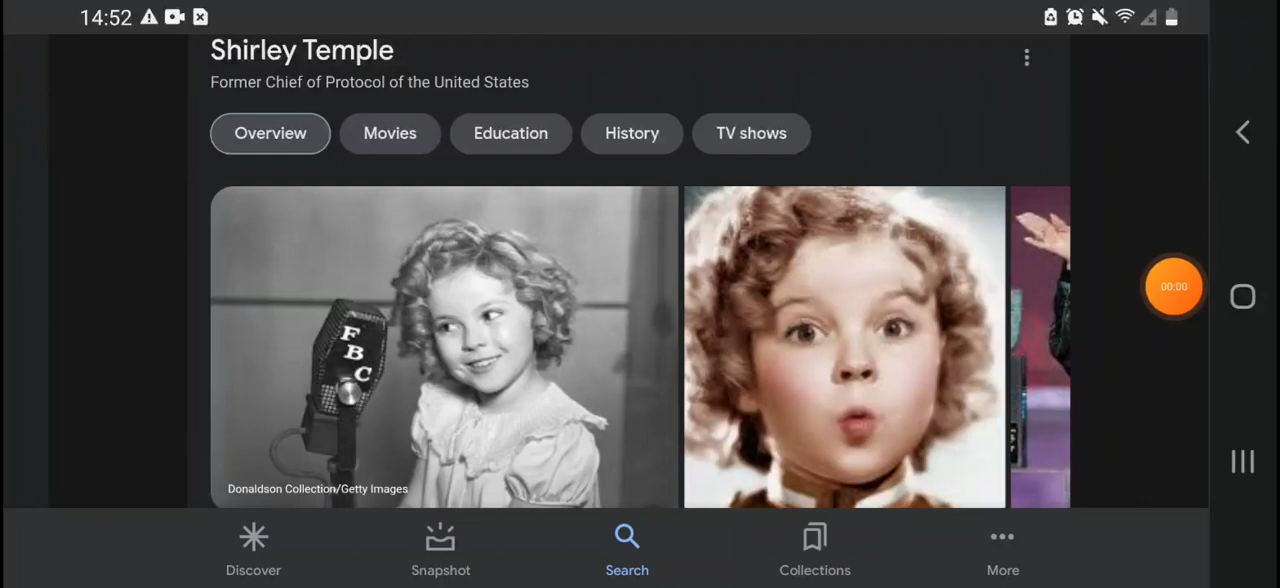 14:52
Shirley Temple
Former Chief of Protocol of the United States
Overview Movies Education History TV shows
F
B
C
Donaldson Collection/Getty Images
00:00
Discover Snapshot Search Collections More